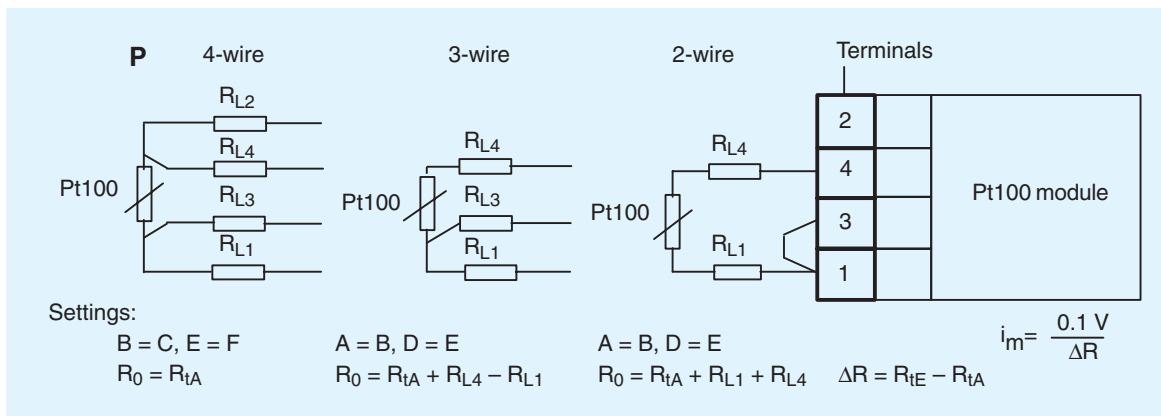 P 4-wire 3-wire 2-wire Terminals
R_L2
R_L4
Pt100
R_L3
R_L1
R_L4
Pt100
R_L3
R_L1
R_L4
Pt100
R_L1
2
4
3
1
Pt100 module
Settings:
B = C, E = F
R_0 = R_tA
A = B, D = E
R_0 = R_tA + R_L4 – R_L1
A = B, D = E
R_0 = R_tA + R_L1 + R_L4
ΔR = R_tE – R_tA
i_m= 0.1 V / ΔR